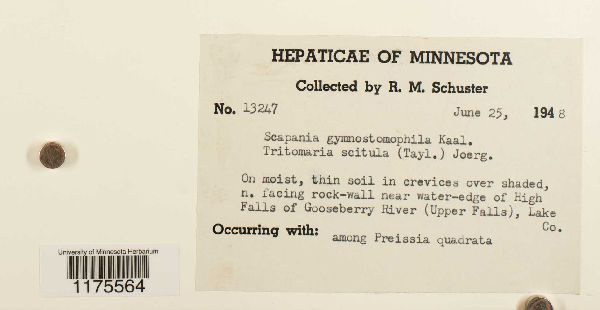 HEPATICAE OF MINNESOTA
Collected by R. M. Schuster
No. 13247 June 25, 1948
Scapania gymnostomophila Kaal.
Tritomaria scitula (Tayl.) Joerg.
On moist, thin soil in crevices over shaded,
n. facing rock-wall near water-edge of High
Falls of Gooseberry River (Upper Falls), Lake
Co.
Occurring with: among Preissia quadrata
University of Minnesota Herbarium
1175564